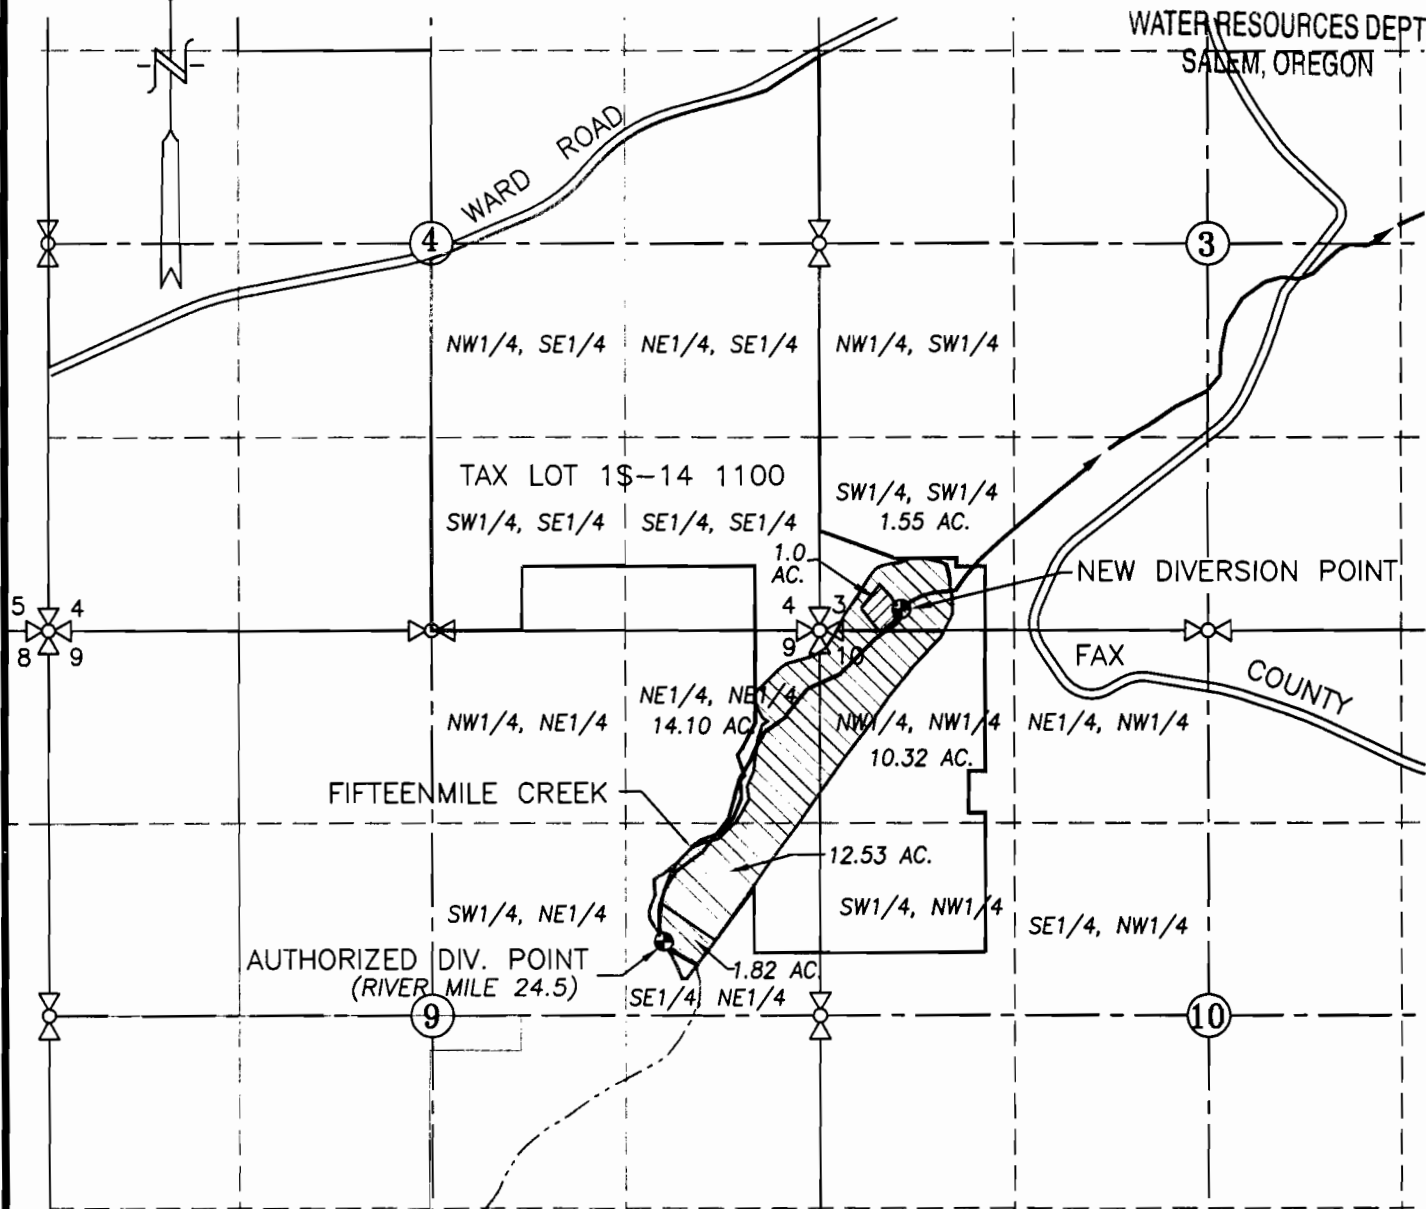 WATER RESOURCES DEPT
SALEM, OREGON
N
WARD ROAD
4
3
NW1/4, SE1/4
NE1/4, SE1/4
NW1/4, SW1/4
TAX LOT 1S-14 1100
SW1/4, SW1/4
1.55 AC.
SW1/4, SE1/4
SE1/4, SE1/4
1.0
AC.
NEW DIVERSION POINT
5 4
8 9
4 3
9 10
FAX
COUNTY
NE1/4, NE1/4
14.10 AC.
NW1/4, NE1/4
NW1/4, NW1/4
10.32 AC.
NE1/4, NW1/4
FIFTEENMILE CREEK
12.53 AC.
SW1/4, NE1/4
SW1/4, NW1/4
SE1/4, NW1/4
AUTHORIZED DIV. POINT
(RIVER MILE 24.5)
1.82 AC.
SE1/4 NE1/4
9
10